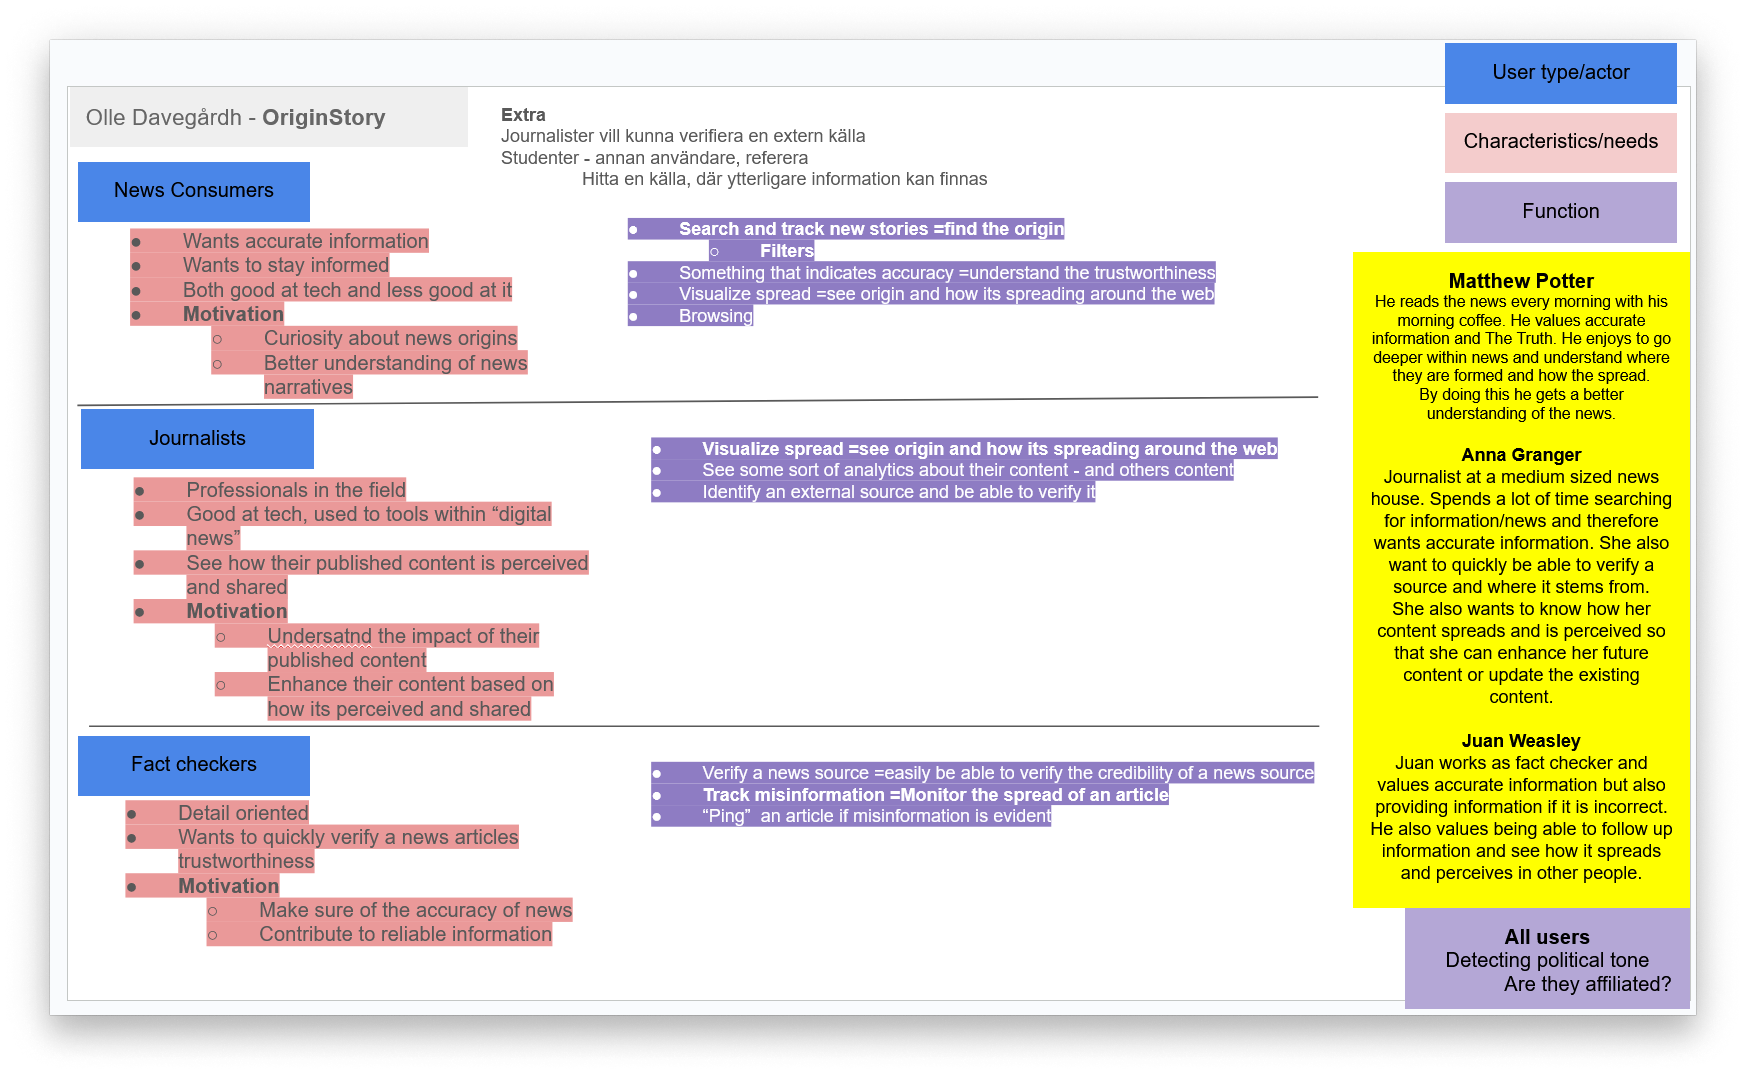 User type/actor
Characteristics/needs
Function
Olle Davegårdh - OriginStory
Extra
Journalister vill kunna verifiera en extern källa
Studenter - annan användare, referera
Hitta en källa, där ytterligare information kan finnas
News Consumers
● Wants accurate information
● Wants to stay informed
● Both good at tech and less good at it
● Motivation
○ Curiosity about news origins
○ Better understanding of news
narratives
● Search and track new stories =find the origin
○ Filters
● Something that indicates accuracy =understand the trustworthiness
● Visualize spread =see origin and how its spreading around the web
● Browsing
Journalists
● Professionals in the field
● Good at tech, used to tools within “digital
news”
● See how their published content is perceived
and shared
● Motivation
○ Undersatnd the impact of their
published content
○ Enhance their content based on
how its perceived and shared
● Visualize spread =see origin and how its spreading around the web
● See some sort of analytics about their content - and others content
● Identify an external source and be able to verify it
Fact checkers
● Detail oriented
● Wants to quickly verify a news articles
trustworthiness
● Motivation
○ Make sure of the accuracy of news
○ Contribute to reliable information
● Verify a news source =easily be able to verify the credibility of a news source
● Track misinformation =Monitor the spread of an article
● “Ping” an article if misinformation is evident
Matthew Potter
He reads the news every morning with his
morning coffee. He values accurate
information and The Truth. He enjoys to go
deeper within news and understand where
they are formed and how the spread.
By doing this he gets a better
understanding of the news.
Anna Granger
Journalist at a medium sized news
house. Spends a lot of time searching
for information/news and therefore
wants accurate information. She also
want to quickly be able to verify a
source and where it stems from.
She also wants to know how her
content spreads and is perceived so
that she can enhance her future
content or update the existing
content.
Juan Weasley
Juan works as fact checker and
values accurate information but also
providing information if it is incorrect.
He also values being able to follow up
information and see how it spreads
and perceives in other people.
All users
Detecting political tone
Are they affiliated?